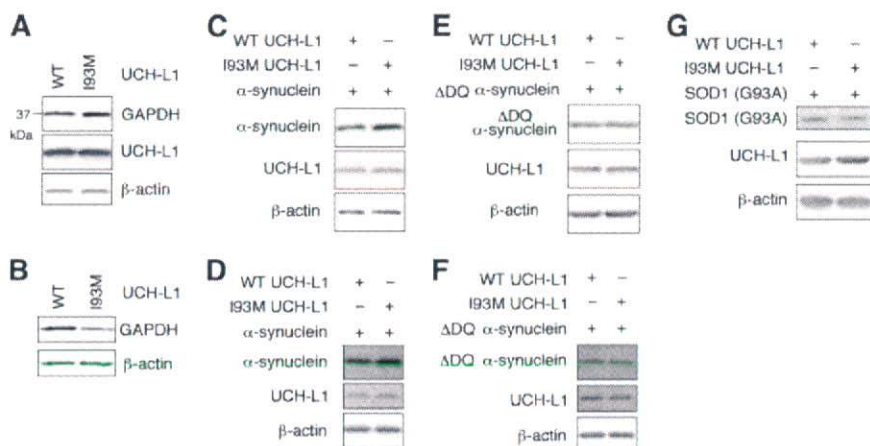 A
WT
I93M
UCH-L1
37
kDa
GAPDH
UCH-L1
β-actin
B
WT
I93M
UCH-L1
GAPDH
β-actin
C
WT UCH-L1 + −
I93M UCH-L1 − +
α-synuclein + +
α-synuclein
UCH-L1
β-actin
D
WT UCH-L1 + −
I93M UCH-L1 − +
α-synuclein + +
α-synuclein
UCH-L1
β-actin
E
WT UCH-L1 + −
I93M UCH-L1 − +
ΔDQ α-synuclein + +
ΔDQ
α-synuclein
UCH-L1
β-actin
F
WT UCH-L1 + −
I93M UCH-L1 − +
ΔDQ α-synuclein + +
ΔDQ α-synuclein
UCH-L1
β-actin
G
WT UCH-L1 + −
I93M UCH-L1 − +
SOD1 (G93A) + +
SOD1 (G93A)
UCH-L1
β-actin